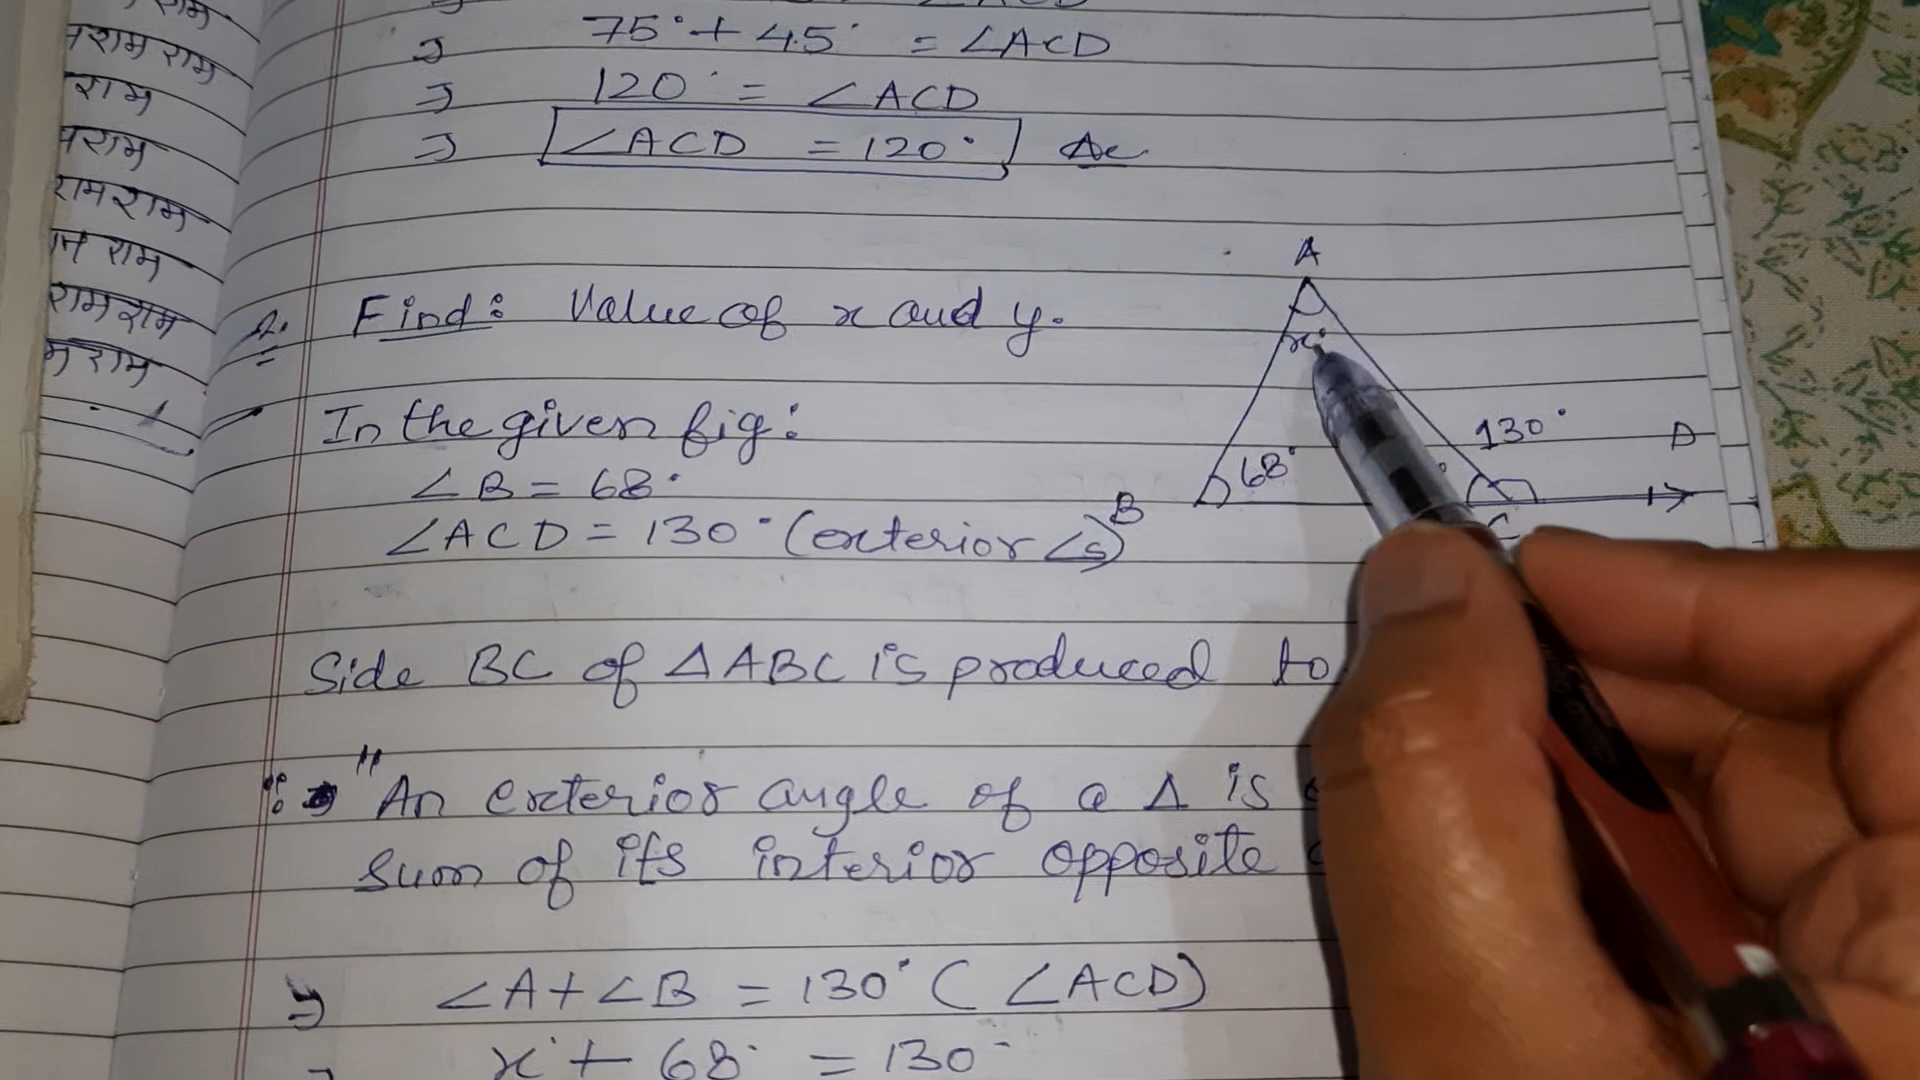 राम
राम राम
राम
राम
राम राम
राम
राम राम
राम
75° + 45° = ∠ACD
⇒ 120° = ∠ACD
⇒ ∠ACD = 120°
Find: Value of x and y.
In the given fig:
∠B = 68°
∠ACD = 130° (exterior ∠s)
Side BC of ΔABC is produced to
∵ "An exterior angle of a Δ is
sum of its interior opposite
⇒ ∠A + ∠B = 130° ( ∠ACD)
x° + 68° = 130°
A
x°
130°
D
68°
B
C